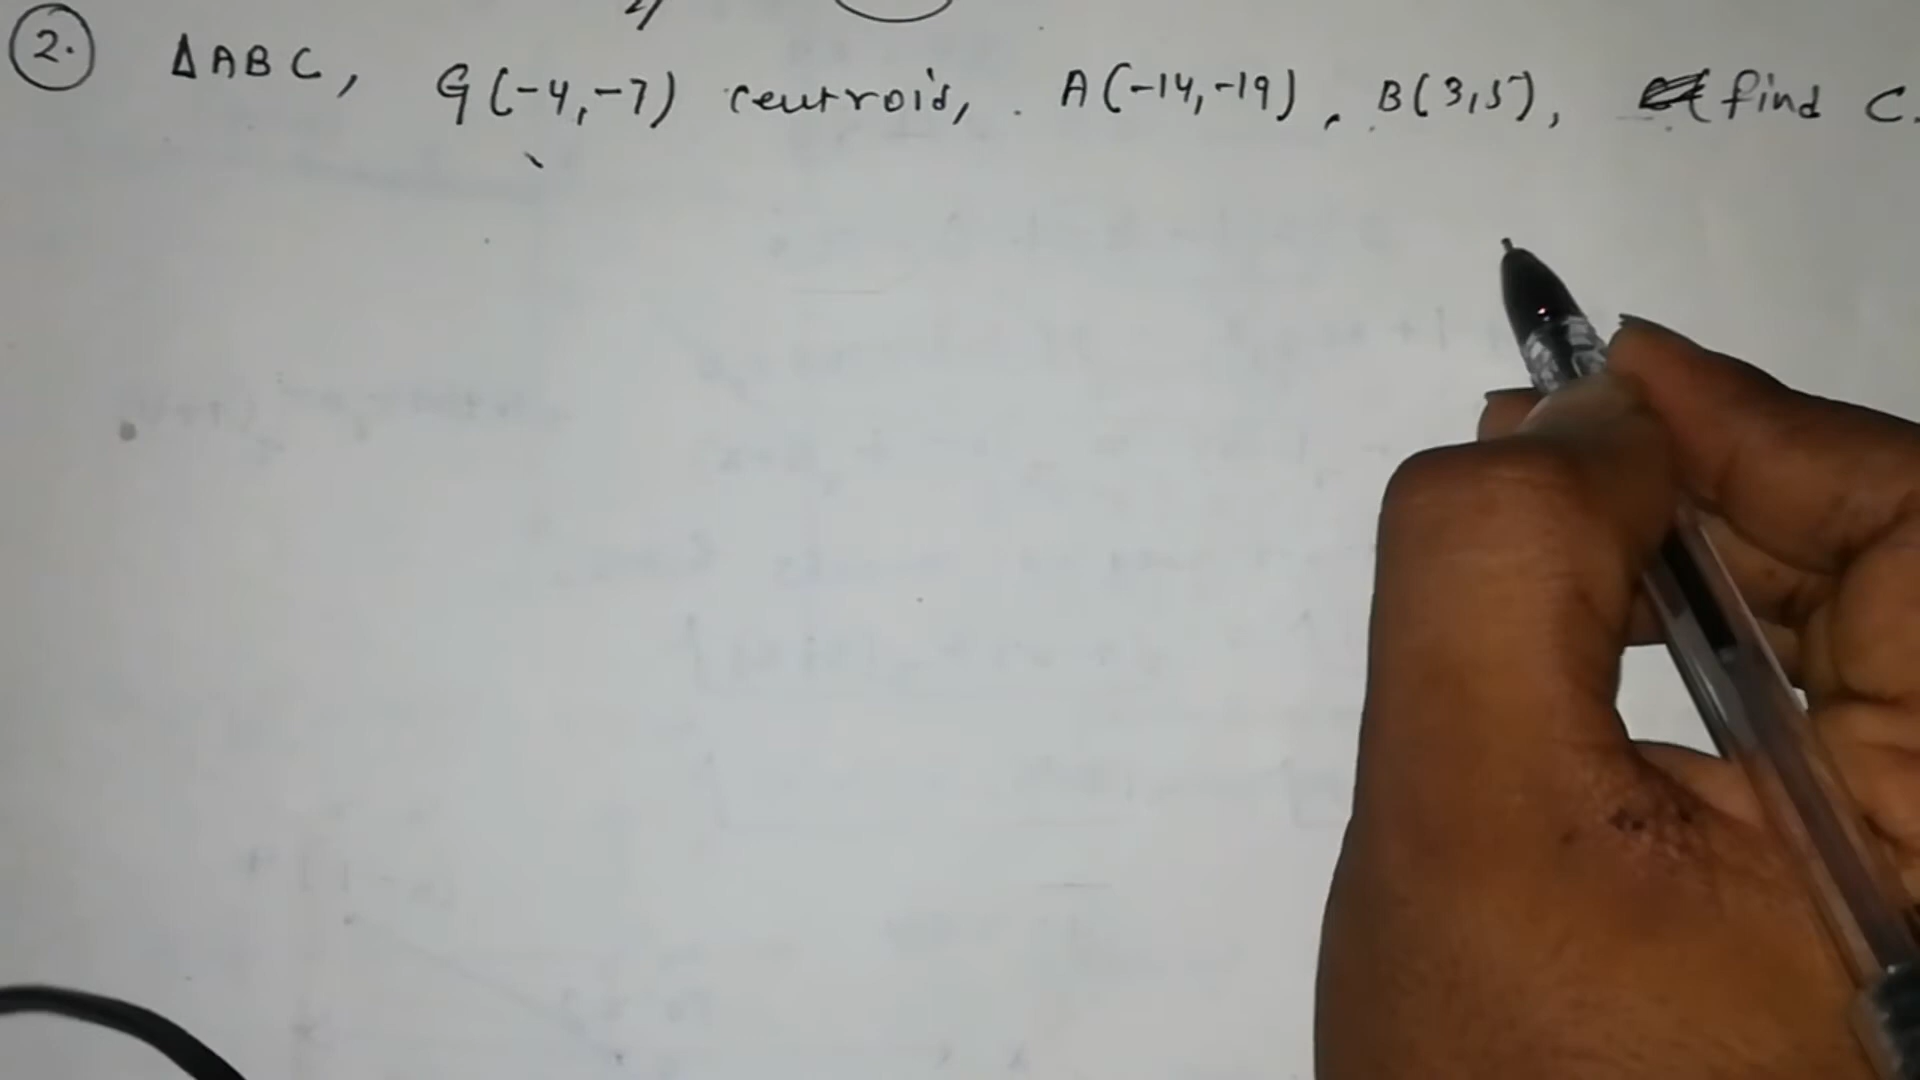 2. ΔABC, G(-4,-7) centroid, A(-14,-19), B(3,5), find C.